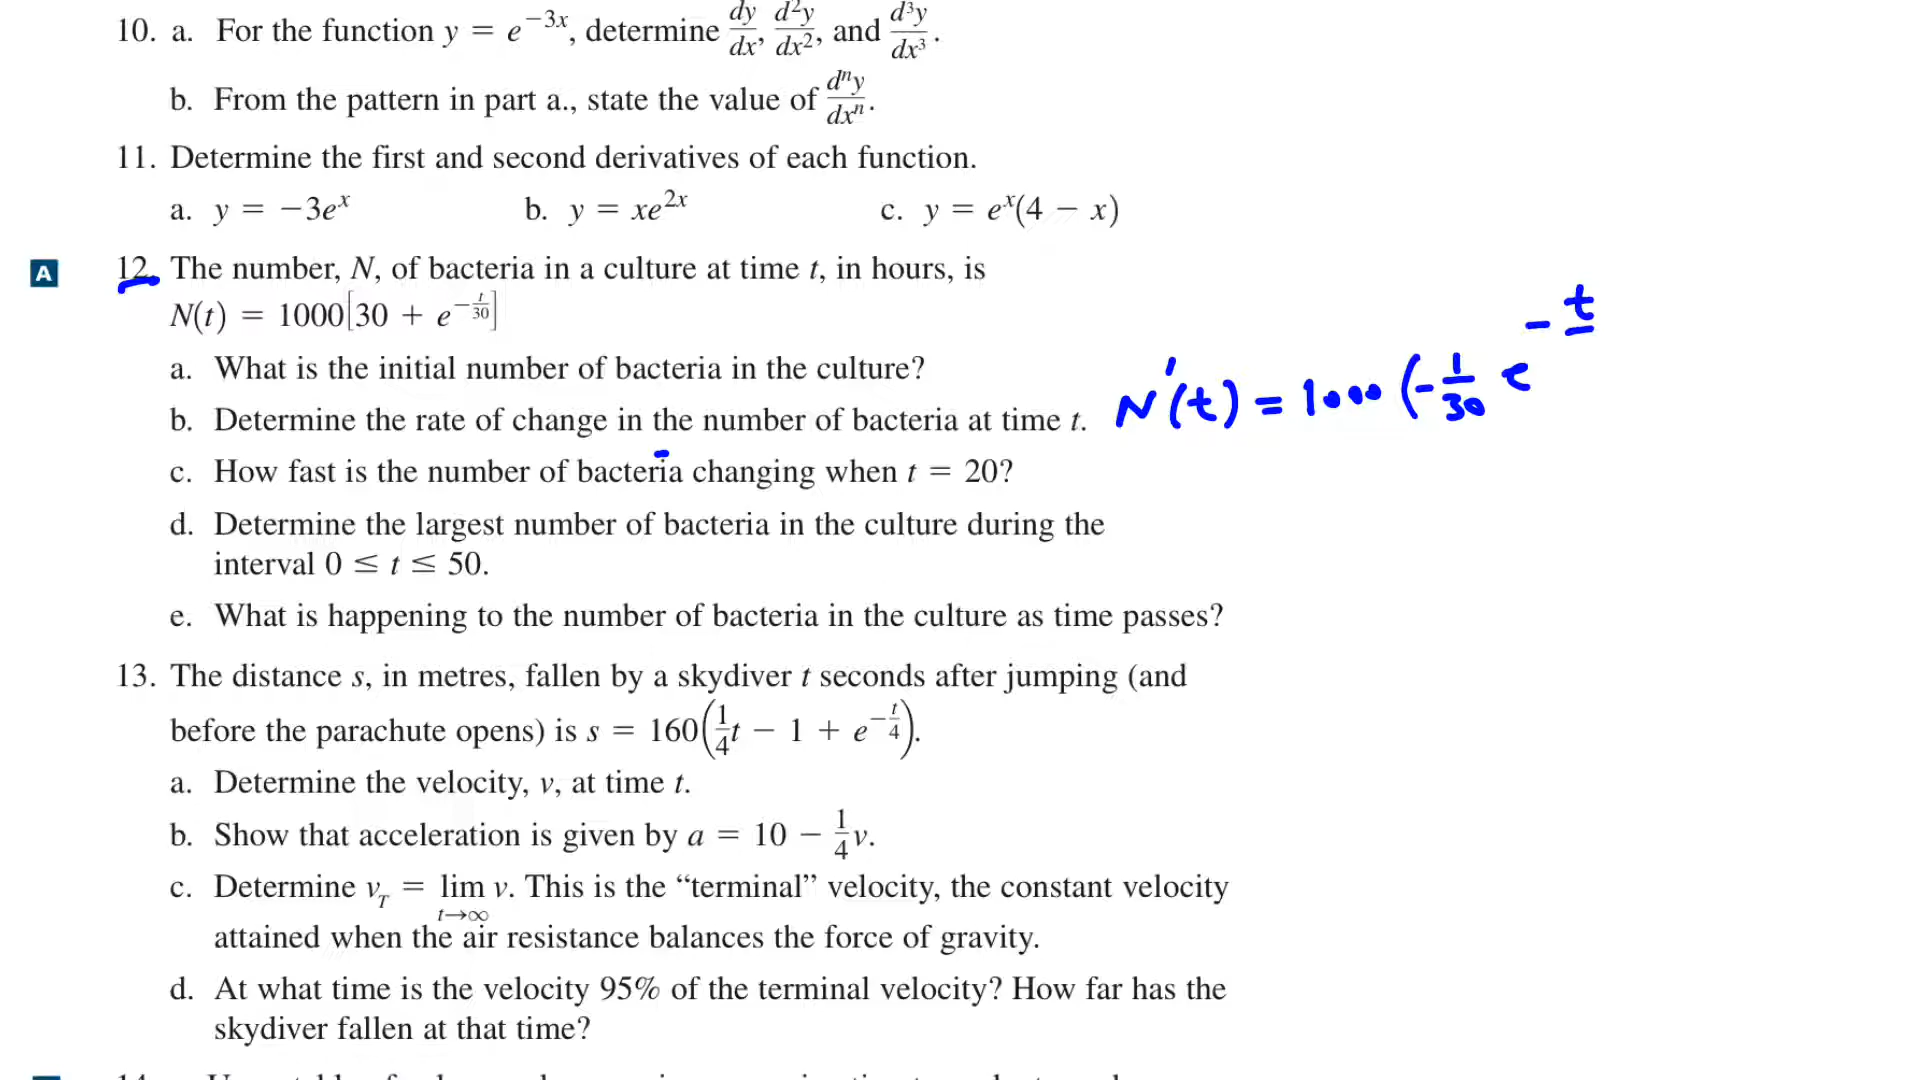 10. a. For the function y = e^{-3x}, determine dy/dx, d²y/dx², and d³y/dx³.
b. From the pattern in part a., state the value of dⁿy/dxⁿ.
11. Determine the first and second derivatives of each function.
a. y = −3e^x b. y = xe^{2x} c. y = e^x(4 − x)
A 12. The number, N, of bacteria in a culture at time t, in hours, is
N(t) = 1000[30 + e^{−t/30}]
a. What is the initial number of bacteria in the culture?
b. Determine the rate of change in the number of bacteria at time t.
N'(t) = 1000 (−1/30 e^{−t/}
c. How fast is the number of bacteria changing when t = 20?
d. Determine the largest number of bacteria in the culture during the
interval 0 ≤ t ≤ 50.
e. What is happening to the number of bacteria in the culture as time passes?
13. The distance s, in metres, fallen by a skydiver t seconds after jumping (and
before the parachute opens) is s = 160(1/4 t − 1 + e^{−t/4}).
a. Determine the velocity, v, at time t.
b. Show that acceleration is given by a = 10 − 1/4 v.
c. Determine v_T = lim_{t→∞} v. This is the “terminal” velocity, the constant velocity
attained when the air resistance balances the force of gravity.
d. At what time is the velocity 95% of the terminal velocity? How far has the
skydiver fallen at that time?